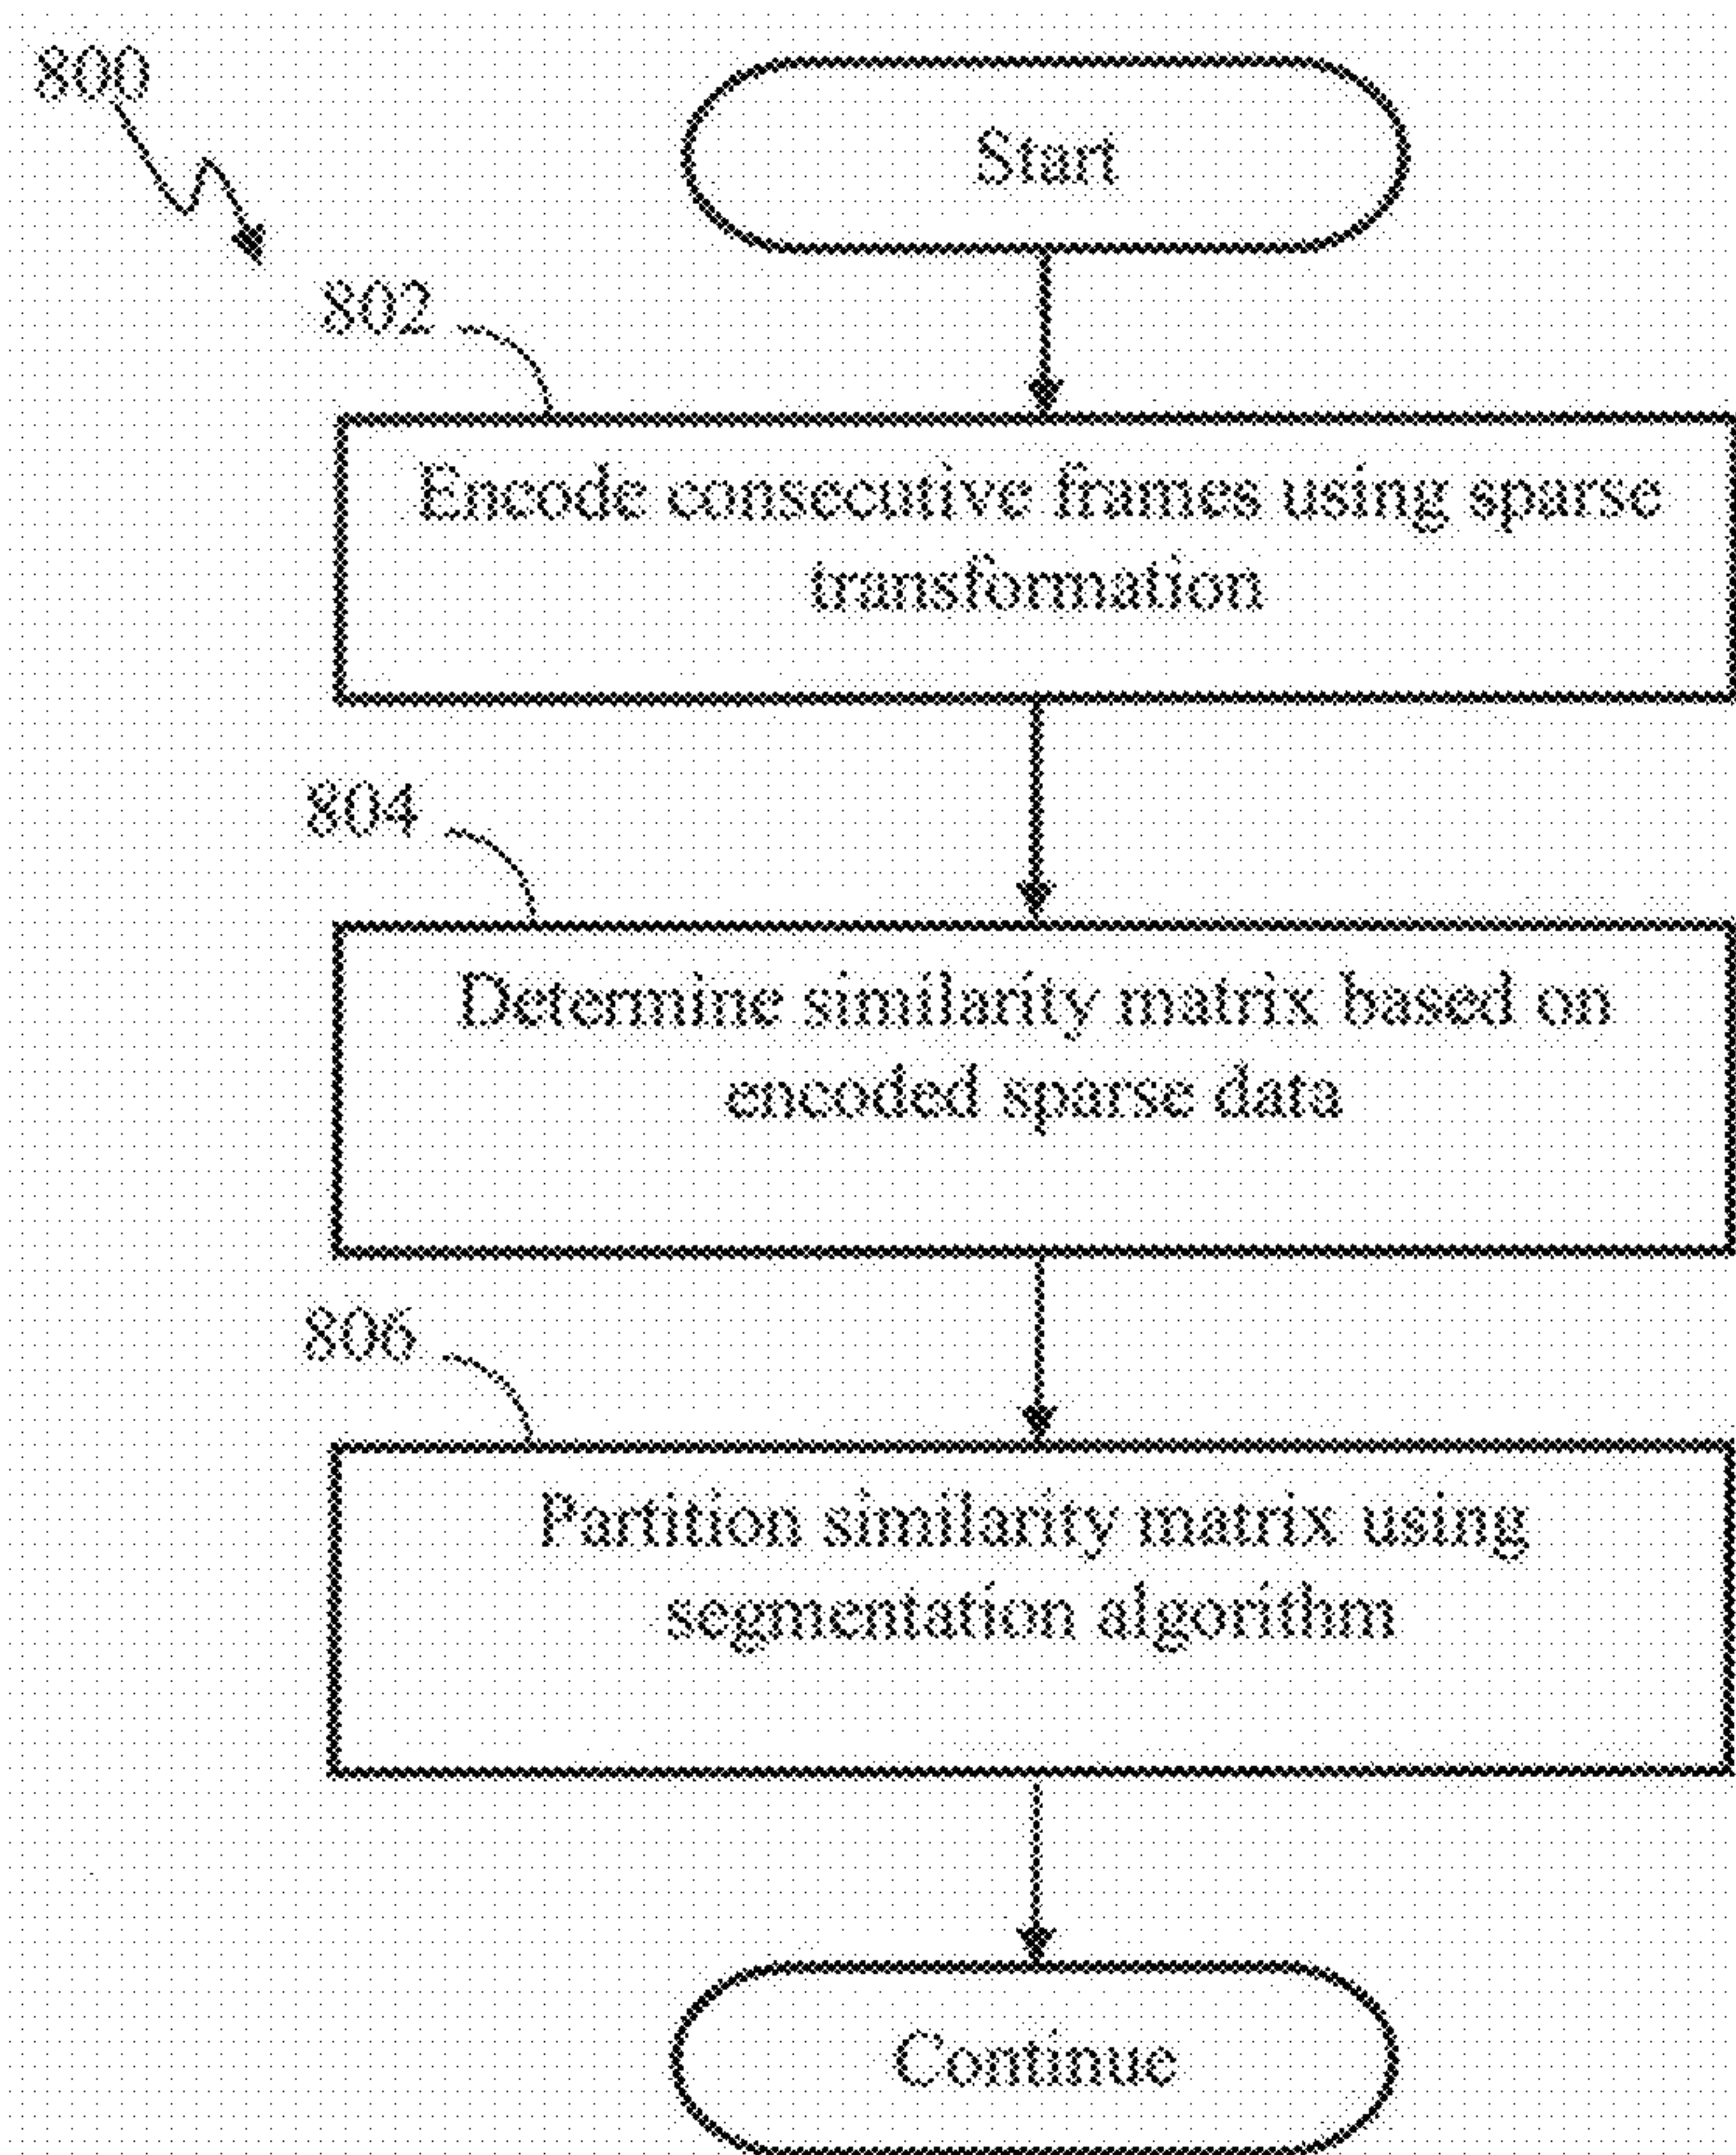 800
Start
802
Encode consecutive frames using sparse
transformation
804
Determine similarity matrix based on
encoded sparse data
806
Partition similarity matrix using
segmentation algorithm
Continue